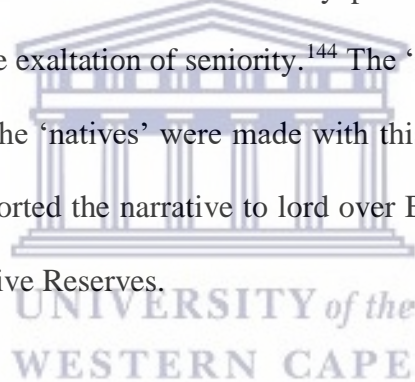 e exaltation of seniority.144 The ‘
he ‘natives’ were made with thi
orted the narrative to lord over E
ive Reserves.
UNIVERSITY of the
WESTERN CAPE